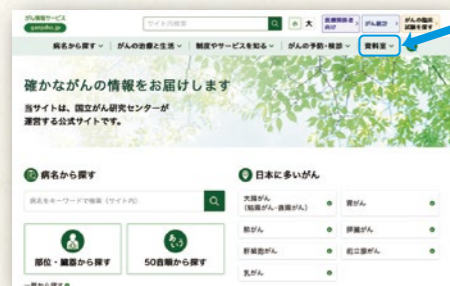 がん情報サービス
ganjoho.jp
サイト内検索
小 大
医療関係者向け
がん統計
がんの臨床試験を探す
病名から探す
がんの治療と生活
制度やサービスを知る
がんの予防・検診
資料室
確かながんの情報をお届けします
当サイトは、国立がん研究センターが
運営する公式サイトです。
病名から探す
病名をキーワードで検索(サイト内)
部位・臓器から探す
あいう
50音順から探す
一覧から探す
日本に多いがん
大腸がん
(結腸がん・直腸がん)
胃がん
肺がん
膵臓がん
肝細胞がん
前立腺がん
乳がん